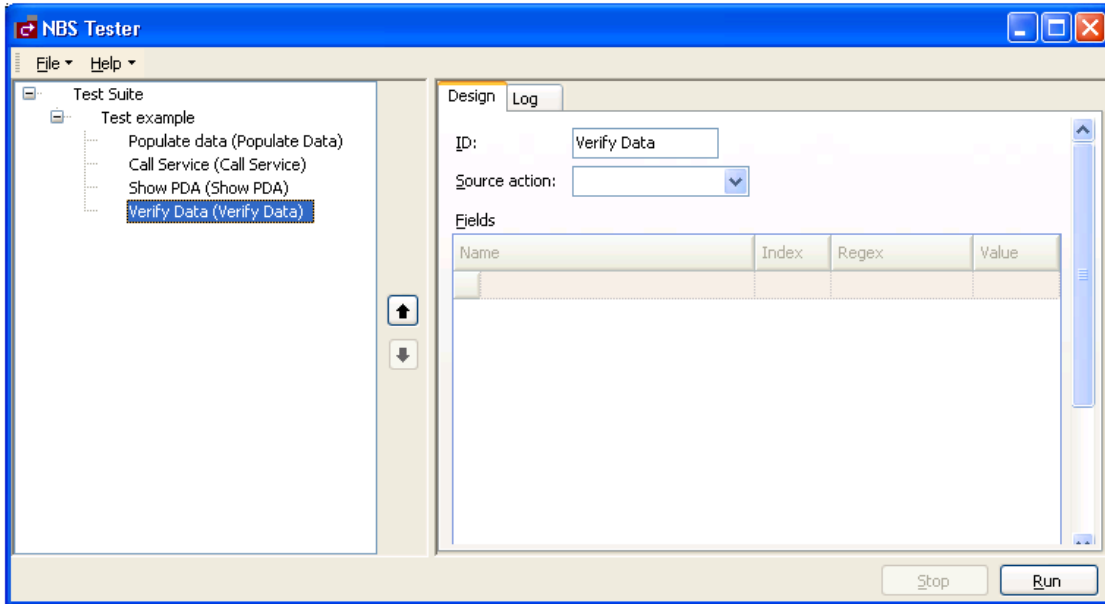 NBS Tester
File Help
Test Suite
Test example
Populate data (Populate Data)
Call Service (Call Service)
Show PDA (Show PDA)
Verify Data (Verify Data)
Design Log
ID: Verify Data
Source action:
Fields
Name Index Regex Value
Stop Run